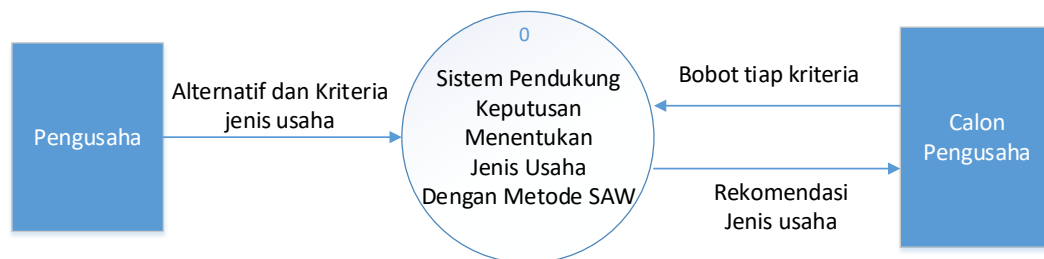 Pengusaha
Alternatif dan Kriteria
jenis usaha
0
Sistem Pendukung
Keputusan
Menentukan
Jenis Usaha
Dengan Metode SAW
Bobot tiap kriteria
Rekomendasi
Jenis usaha
Calon
Pengusaha